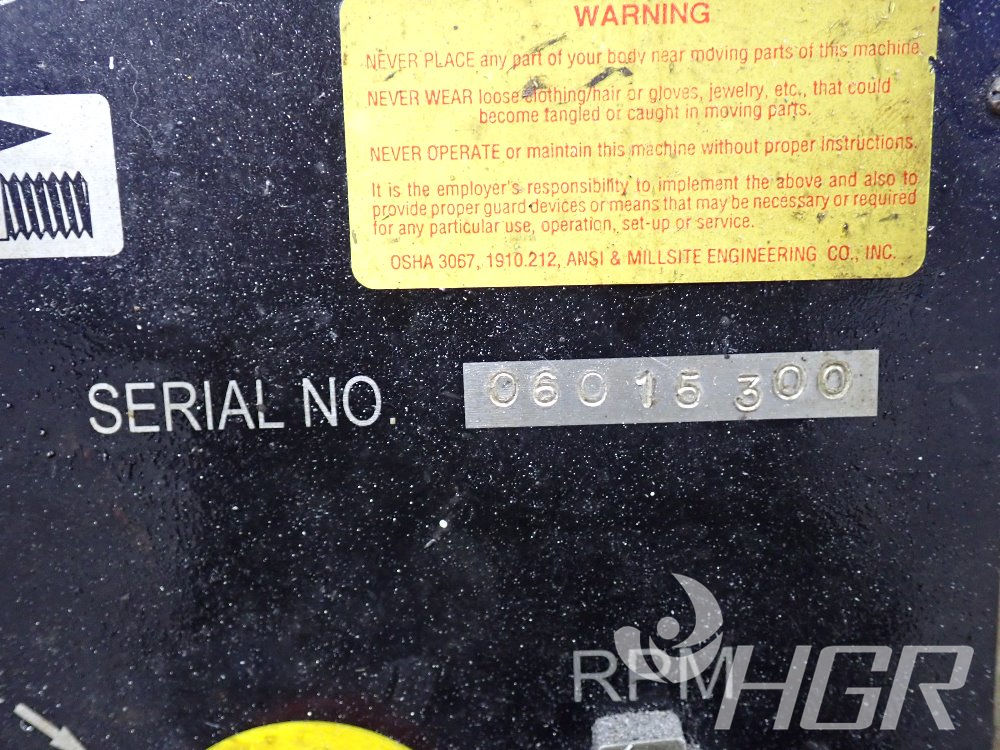 WARNING
NEVER PLACE any part of your body near moving parts of this machine.
NEVER WEAR loose clothing/hair or gloves, jewelry, etc., that could
become tangled or caught in moving parts.
NEVER OPERATE or maintain this machine without proper instructions.
It is the employer's responsibility to implement the above and also to
provide proper guard devices or means that may be necessary or required
for any particular use, operation, set-up or service.
OSHA 3067, 1910.212, ANSI & MILLSITE ENGINEERING CO., INC.
SERIAL NO. 06015300
RPM
HGR